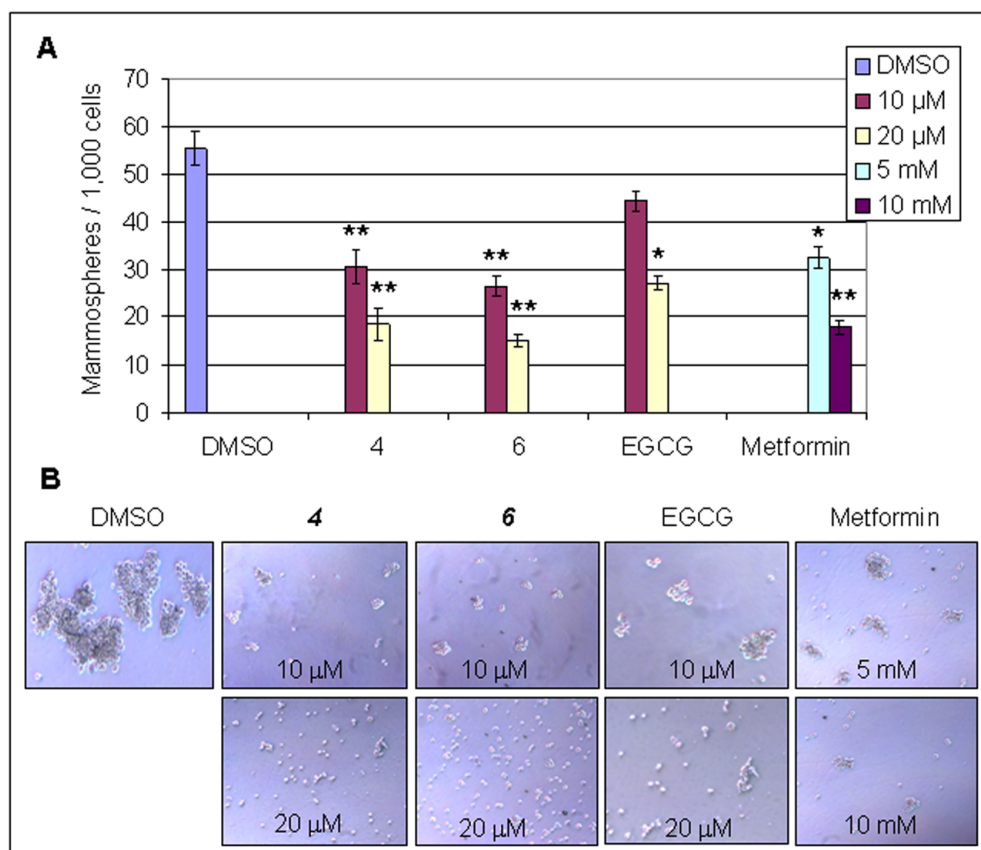 A
Mammospheres / 1,000 cells
70
60
50
40
30
20
10
0
DMSO
10 µM
20 µM
5 mM
10 mM
** ** ** ** * * **
DMSO 4 6 EGCG Metformin
B
DMSO 4 6 EGCG Metformin
10 µM 10 µM 10 µM 5 mM
20 µM 20 µM 20 µM 10 mM